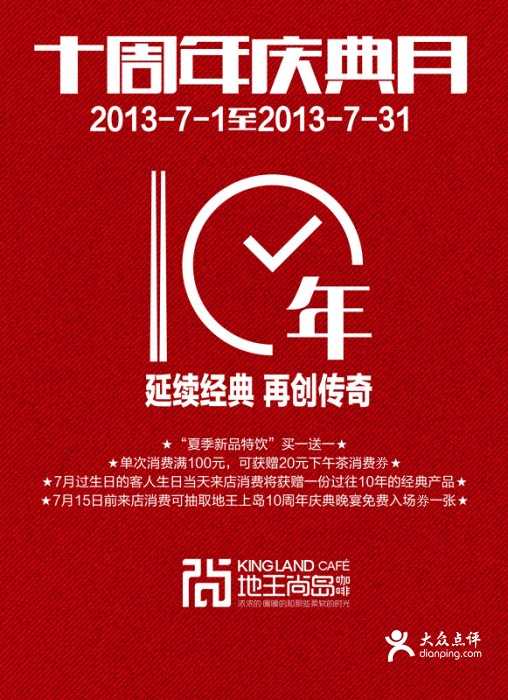 十周年庆典月
2013-7-1至2013-7-31
10年
延续经典 再创传奇
★“夏季新品特饮”买一送一★
★单次消费满100元，可获赠20元下午茶消费券★
★7月过生日的客人生日当天来店消费将获赠一份过往10年的经典产品★
★7月15日前来店消费可抽取地王上岛10周年庆典晚宴免费入场券一张★
尚 KINGLAND CAFÉ
地王尚岛咖啡
浓浓的 暖暖的和那些柔软的时光
大众点评
dianping.com